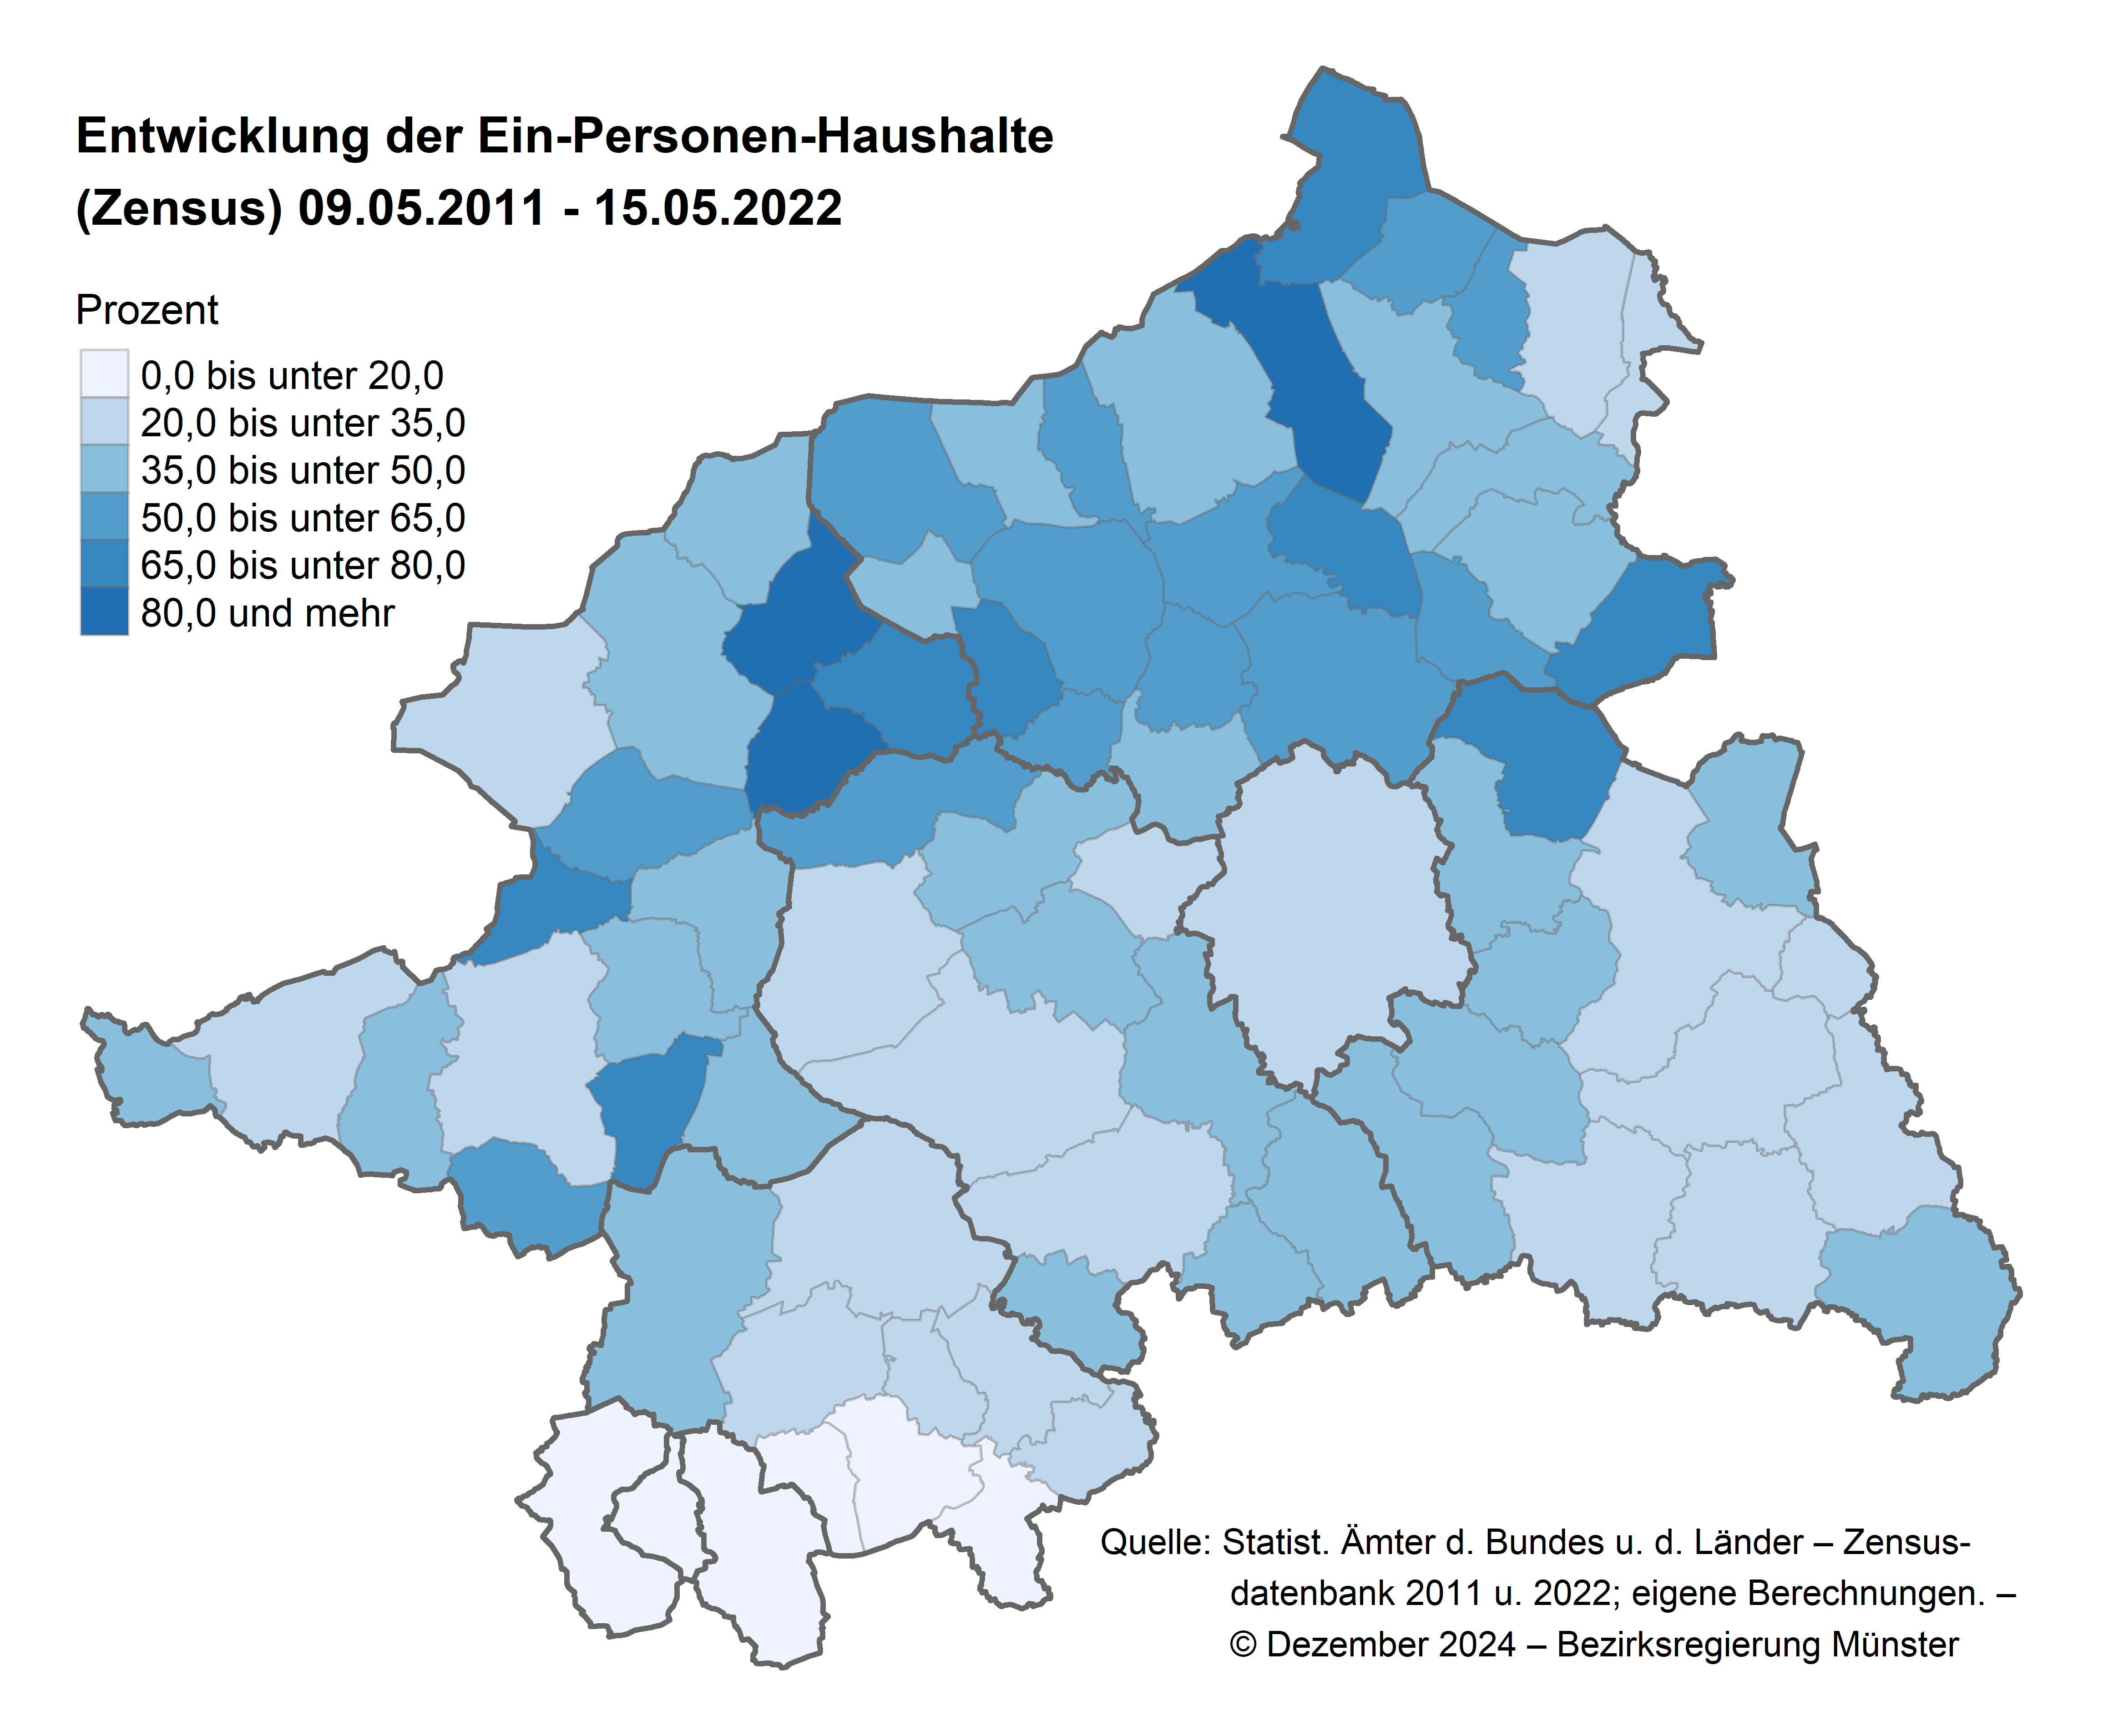 Entwicklung der Ein-Personen-Haushalte
(Zensus) 09.05.2011 - 15.05.2022
Prozent
0,0 bis unter 20,0
20,0 bis unter 35,0
35,0 bis unter 50,0
50,0 bis unter 65,0
65,0 bis unter 80,0
80,0 und mehr
Quelle: Statist. Ämter d. Bundes u. d. Länder – Zensus-
datenbank 2011 u. 2022; eigene Berechnungen. –
© Dezember 2024 – Bezirksregierung Münster